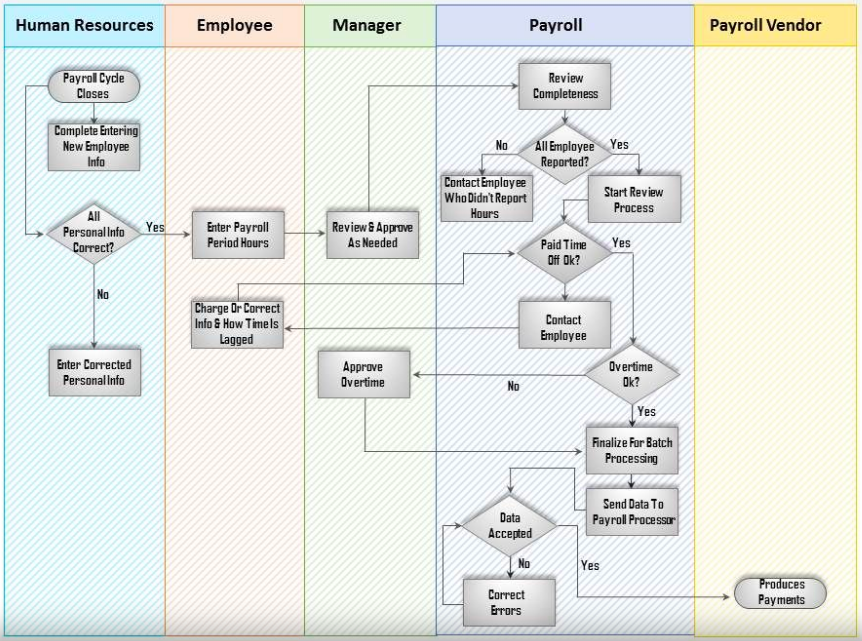 Human Resources
Employee
Manager
Payroll
Payroll Vendor
Payroll Cycle
Closes
Complete Entering
New Employee
Info
All
Personal Info
Correct?
Yes
No
Enter Corrected
Personal Info
Enter Payroll
Period Hours
Charge Or Correct
Info & How Time Is
Lagged
Review & Approve
As Needed
Approve
Overtime
Review
Completeness
All Employee
Reported?
No
Yes
Contact Employee
Who Didn't Report
Hours
Start Review
Process
Paid Time
Off Ok?
Yes
Contact
Employee
Overtime
Ok?
No
Yes
Finalize For Batch
Processing
Send Data To
Payroll Processor
Data
Accepted
No
Yes
Correct
Errors
Produces
Payments